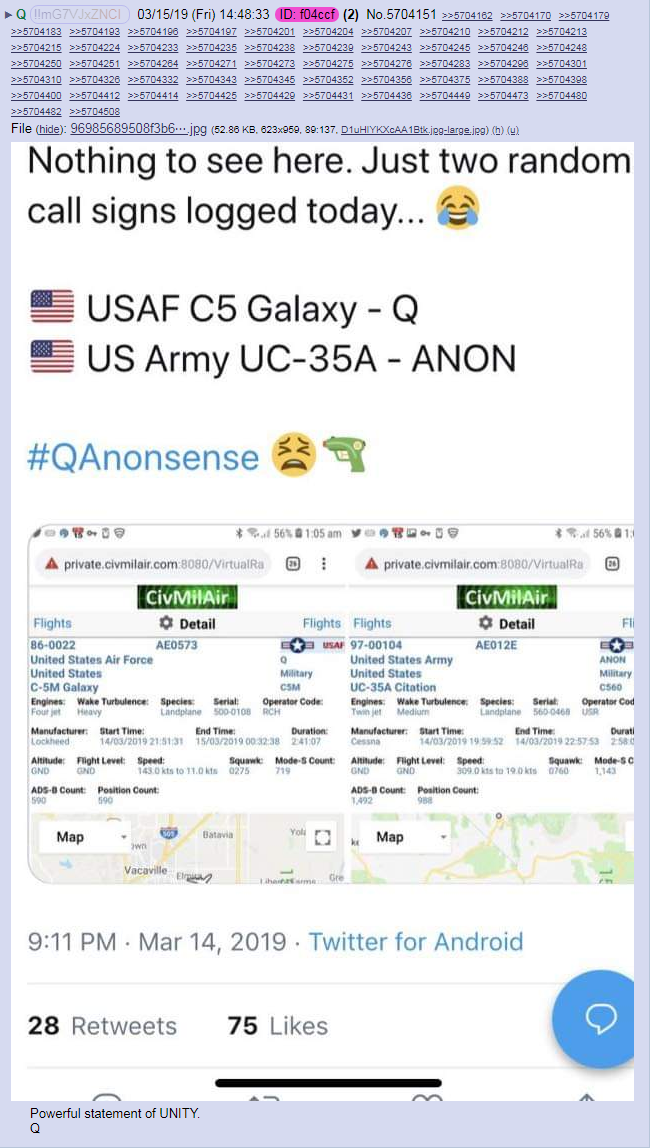 ▶ Q !!mG7VJxZNCI 03/15/19 (Fri) 14:48:33 ID: f04ccf (2) No.5704151 >>5704162 >>5704170 >>5704179
>>5704183 >>5704193 >>5704196 >>5704197 >>5704201 >>5704204 >>5704207 >>5704210 >>5704212 >>5704213
>>5704215 >>5704224 >>5704233 >>5704235 >>5704238 >>5704239 >>5704243 >>5704245 >>5704246 >>5704248
>>5704250 >>5704251 >>5704264 >>5704271 >>5704273 >>5704275 >>5704276 >>5704283 >>5704296 >>5704301
>>5704310 >>5704326 >>5704332 >>5704343 >>5704345 >>5704352 >>5704356 >>5704375 >>5704388 >>5704398
>>5704400 >>5704412 >>5704414 >>5704425 >>5704429 >>5704431 >>5704436 >>5704449 >>5704473 >>5704480
>>5704482 >>5704508
File (hide): 96985689508f3b6⋯.jpg (52.86 KB, 623x959, 89:137, D1uHIYKXcAA1Btk.jpg-large.jpg) (h) (u)
Nothing to see here. Just two random
call signs logged today... 😂
🇺🇸 USAF C5 Galaxy - Q
🇺🇸 US Army UC-35A - ANON
#QAnonsense 😫🔫
56% 1:05 am
private.civmilair.com:8080/VirtualRa
CivMilAir
Flights Detail Flights
86-0022 AE0573 USAF
United States Air Force Q
United States Military
C-5M Galaxy C5M
Engines: Wake Turbulence: Species: Serial: Operator Code:
Four jet Heavy Landplane 500-0108 RCH
Manufacturer: Start Time: End Time: Duration:
Lockheed 14/03/2019 21:51:31 15/03/2019 00:32:38 2:41:07
Altitude: Flight Level: Speed: Squawk: Mode-S Count:
GND GND 143.0 kts to 11.0 kts 0275 719
ADS-B Count: Position Count:
590 590
Map
505 Batavia Yol
own
Vacaville Elm
Liberty Farms Gre
56% 1:
private.civmilair.com:8080/VirtualRa
CivMilAir
Flights Detail Fli
97-00104 AE012E
United States Army ANON
United States Military
UC-35A Citation C560
Engines: Wake Turbulence: Species: Serial: Operator Cod
Twin jet Medium Landplane 560-0468 USR
Manufacturer: Start Time: End Time: Durati
Cessna 14/03/2019 19:59:52 14/03/2019 22:57:53 2:58:0
Altitude: Flight Level: Speed: Squawk: Mode-S C
GND GND 309.0 kts to 19.0 kts 0760 1,143
ADS-B Count: Position Count:
1,492 988
Map
9:11 PM · Mar 14, 2019 · Twitter for Android
28 Retweets 75 Likes
Powerful statement of UNITY.
Q